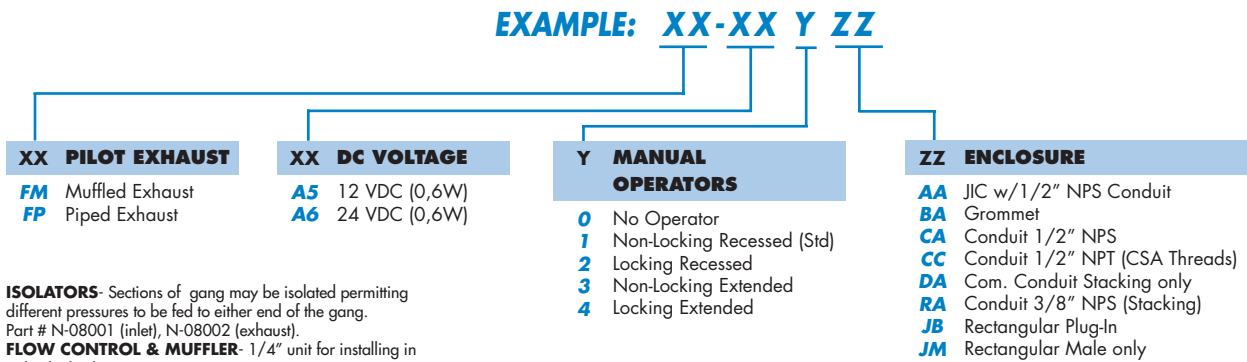 EXAMPLE: XX-XX Y ZZ
XX PILOT EXHAUST
FM Muffled Exhaust
FP Piped Exhaust
XX DC VOLTAGE
A5 12 VDC (0,6W)
A6 24 VDC (0,6W)
Y MANUAL
OPERATORS
0 No Operator
1 Non-Locking Recessed (Std)
2 Locking Recessed
3 Non-Locking Extended
4 Locking Extended
ZZ ENCLOSURE
AA JIC w/1/2” NPS Conduit
BA Grommet
CA Conduit 1/2” NPS
CC Conduit 1/2” NPT (CSA Threads)
DA Com. Conduit Stacking only
RA Conduit 3/8” NPS (Stacking)
JB Rectangular Plug-In
JM Rectangular Male only
ISOLATORS- Sections of gang may be isolated permitting
different pressures to be fed to either end of the gang.
Part # N-08001 (inlet), N-08002 (exhaust).
FLOW CONTROL & MUFFLER- 1/4” unit for installing in